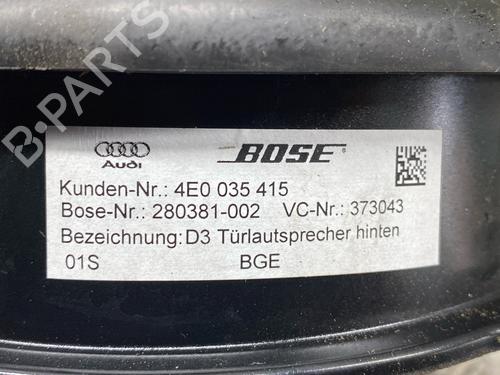 Audi BOSE
Kunden-Nr.: 4E0 035 415
Bose-Nr.: 280381-002 VC-Nr.: 373043
Bezeichnung: D3 Türlautsprecher hinten
01S BGE
B-PARTS